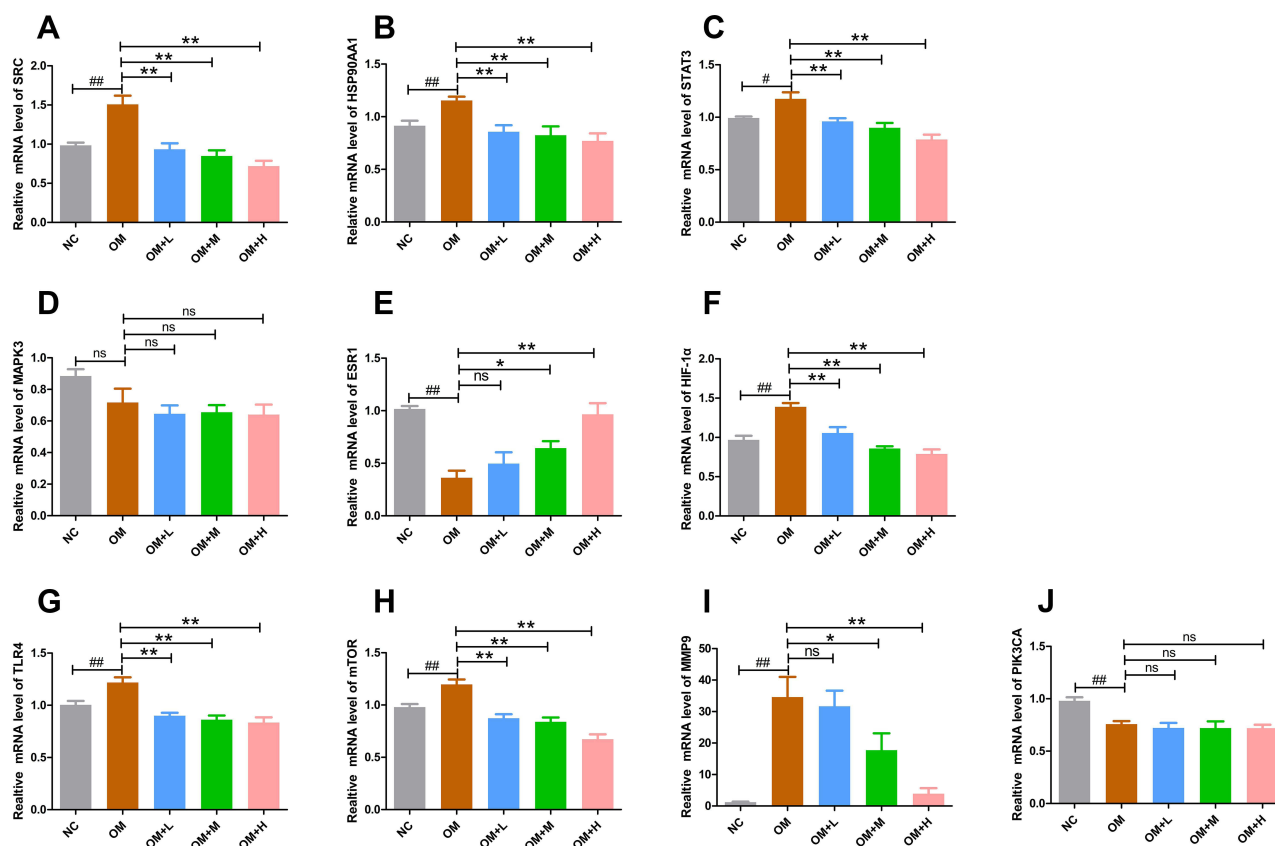 A
Realtive mRNA level of SRC
2.0
1.5
1.0
0.5
0.0
##
**
**
**
NC
OM
OM+L
OM+M
OM+H
B
Relative mRNA level of HSP90AA1
1.5
1.0
0.5
0.0
##
**
**
**
NC
OM
OM+L
OM+M
OM+H
C
Realtive mRNA level of STAT3
1.5
1.0
0.5
0.0
#
**
**
**
NC
OM
OM+L
OM+M
OM+H
D
Realtive mRNA level of MAPK3
1.0
0.8
0.6
0.4
0.2
0.0
ns
ns
ns
ns
NC
OM
OM+L
OM+M
OM+H
E
Realtive mRNA level of ESR1
1.5
1.0
0.5
0.0
##
ns
*
**
NC
OM
OM+L
OM+M
OM+H
F
Realtive mRNA level of HIF-1α
2.0
1.5
1.0
0.5
0.0
##
**
**
**
NC
OM
OM+L
OM+M
OM+H
G
Realtive mRNA level of TLR4
1.5
1.0
0.5
0.0
##
**
**
**
NC
OM
OM+L
OM+M
OM+H
H
Realtive mRNA level of mTOR
1.5
1.0
0.5
0.0
##
**
**
**
NC
OM
OM+L
OM+M
OM+H
I
Realtive mRNA level of MMP9
50
40
30
20
10
0
##
ns
*
**
NC
OM
OM+L
OM+M
OM+H
J
Realtive mRNA level of PIK3CA
1.5
1.0
0.5
0.0
##
ns
ns
ns
NC
OM
OM+L
OM+M
OM+H